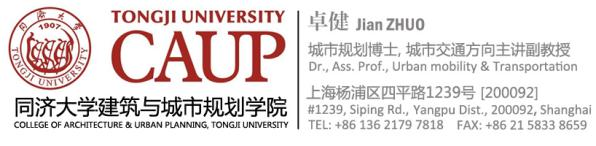 同济大学
1907
TONGJI UNIVERSITY
TONGJI UNIVERSITY
CAUP
同济大学建筑与城市规划学院
COLLEGE OF ARCHITECTURE & URBAN PLANNING, TONGJI UNIVERSITY
卓健 Jian ZHUO
城市规划博士, 城市交通方向主讲副教授
Dr., Ass. Prof., Urban mobility & Transportation
上海杨浦区四平路1239号 [200092]
#1239, Siping Rd., Yangpu Dist., 200092, Shanghai
TEL: +86 136 2179 7818 FAX: +86 21 5833 8659